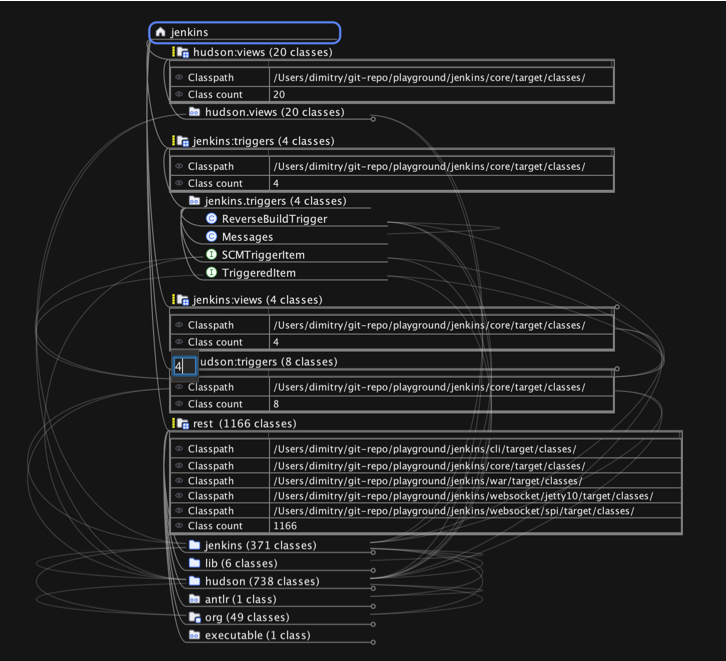 jenkins
hudson:views (20 classes)
Classpath /Users/dimitry/git-repo/playground/jenkins/core/target/classes/
Class count 20
hudson.views (20 classes)
jenkins:triggers (4 classes)
Classpath /Users/dimitry/git-repo/playground/jenkins/core/target/classes/
Class count 4
jenkins.triggers (4 classes)
C ReverseBuildTrigger
C Messages
I SCMTriggerItem
I TriggeredItem
jenkins:views (4 classes)
Classpath /Users/dimitry/git-repo/playground/jenkins/core/target/classes/
Class count 4
4 udson:triggers (8 classes)
Classpath /Users/dimitry/git-repo/playground/jenkins/core/target/classes/
Class count 8
rest (1166 classes)
Classpath /Users/dimitry/git-repo/playground/jenkins/cli/target/classes/
Classpath /Users/dimitry/git-repo/playground/jenkins/core/target/classes/
Classpath /Users/dimitry/git-repo/playground/jenkins/war/target/classes/
Classpath /Users/dimitry/git-repo/playground/jenkins/websocket/jetty10/target/classes/
Classpath /Users/dimitry/git-repo/playground/jenkins/websocket/spi/target/classes/
Class count 1166
jenkins (371 classes)
lib (6 classes)
hudson (738 classes)
antlr (1 class)
org (49 classes)
executable (1 class)